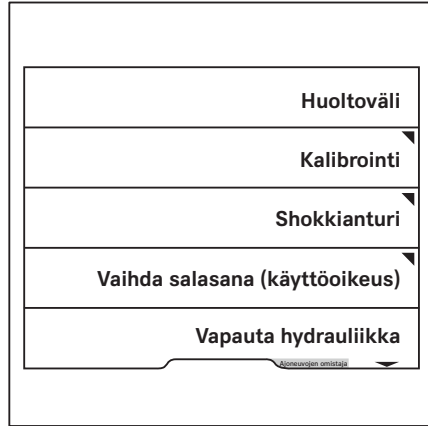 Huoltoväli
Kalibrointi
Shokkianturi
Vaihda salasana (käyttöoikeus)
Vapauta hydrauliikka
Ajoneuvojen omistaja